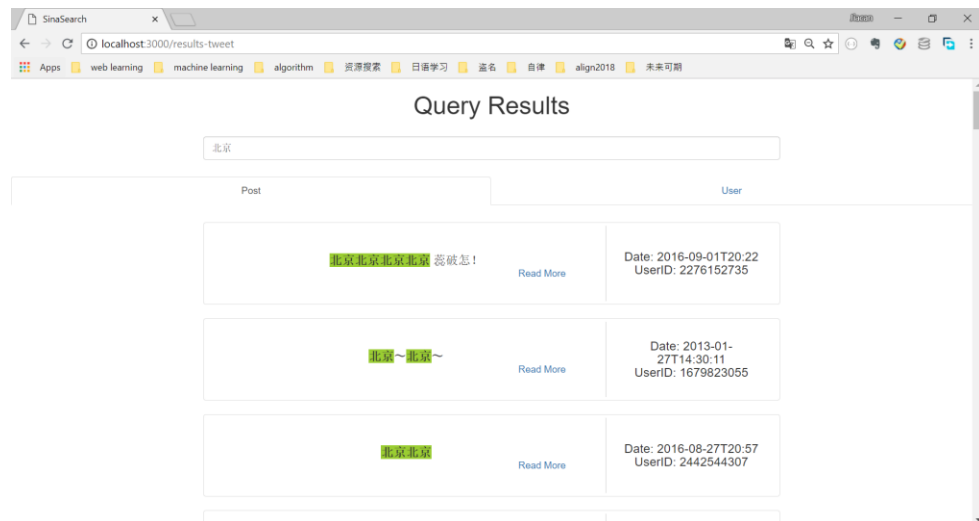 SinaSearch
localhost:3000/results-tweet
Apps web learning machine learning algorithm 资源搜素 日语学习 盗名 自律 align2018 未来可期
Query Results
北京
Post User
北京北京北京北京 蕊破怎!
Read More
Date: 2016-09-01T20:22
UserID: 2276152735
北京~北京~
Read More
Date: 2013-01-
27T14:30:11
UserID: 1679823055
北京北京
Read More
Date: 2016-08-27T20:57
UserID: 2442544307